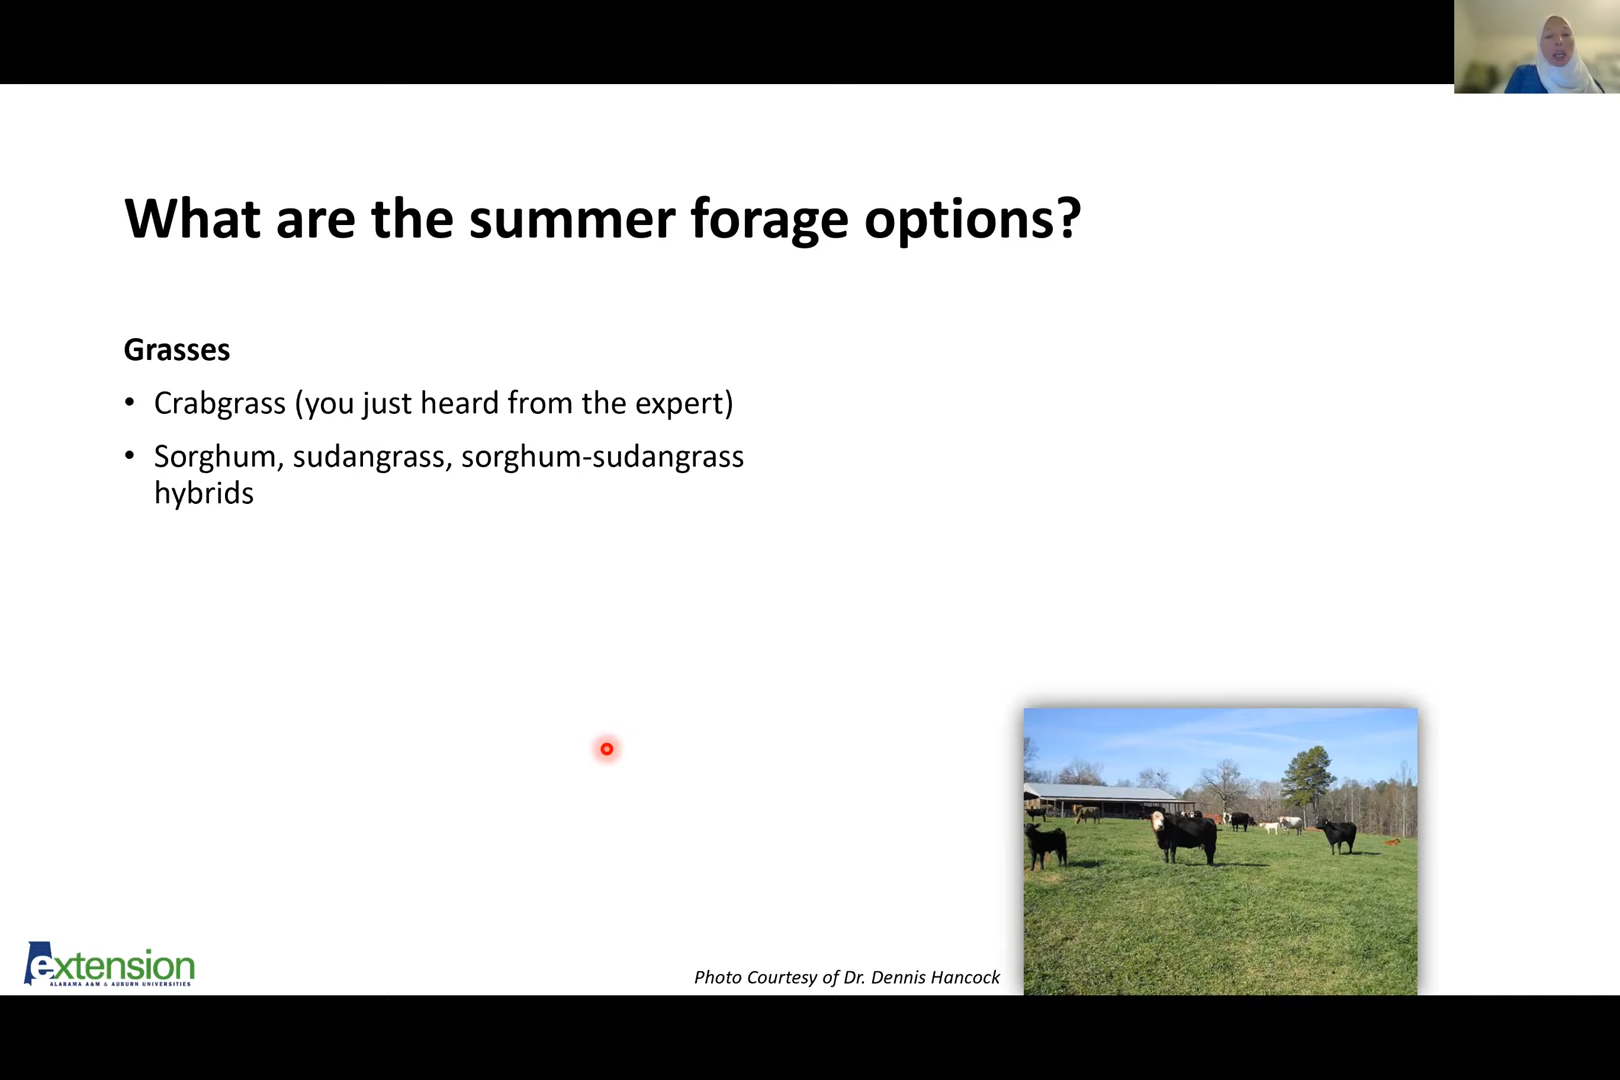 What are the summer forage options?
Grasses
• Crabgrass (you just heard from the expert)
• Sorghum, sudangrass, sorghum-sudangrass
hybrids
extension
ALABAMA A&M & AUBURN UNIVERSITIES
Photo Courtesy of Dr. Dennis Hancock